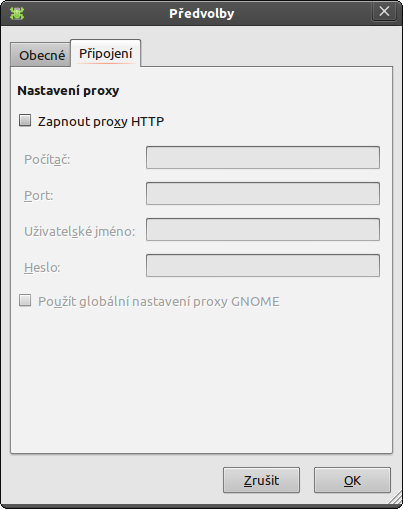 Předvolby
Obecné Připojení
Nastavení proxy
Zapnout proxy HTTP
Počítač:
Port:
Uživatelské jméno:
Heslo:
Použít globální nastavení proxy GNOME
Zrušit OK